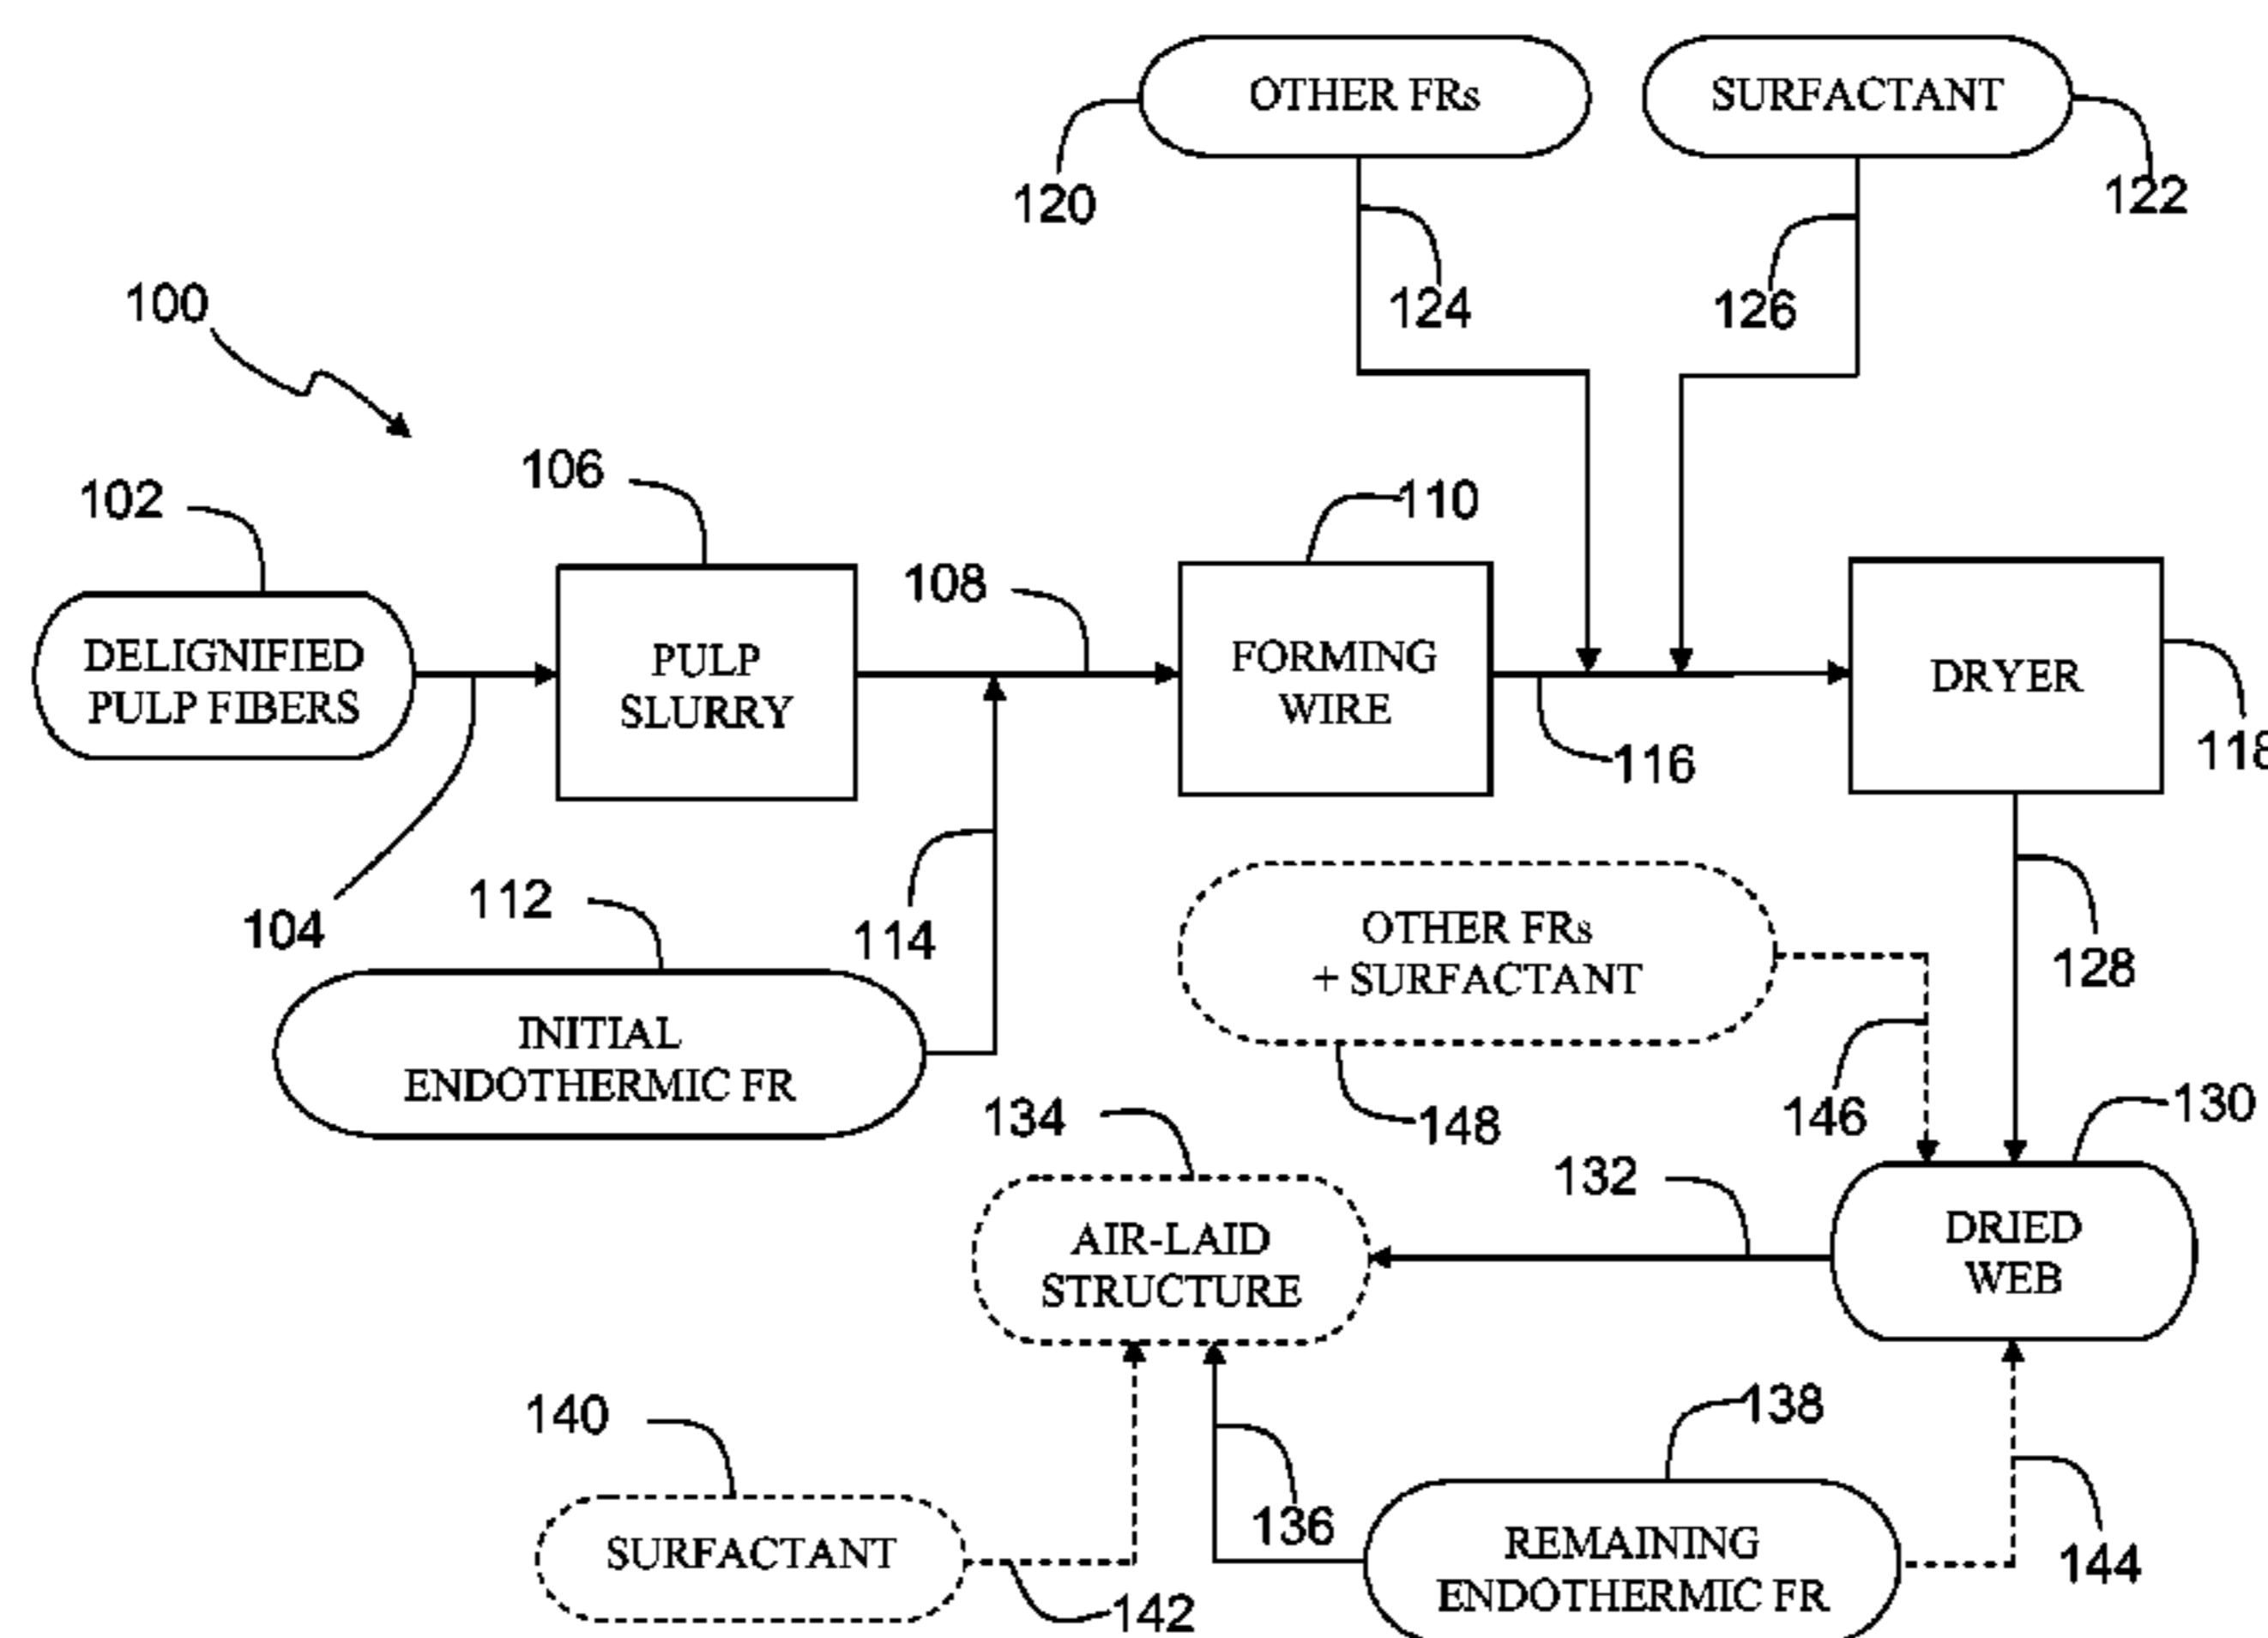 OTHER FRs
SURFACTANT
120
122
124
126
100
106
110
102
108
DELIGNIFIED
PULP FIBERS
PULP
SLURRY
FORMING
WIRE
DRYER
116
118
104
112
114
OTHER FRs
+ SURFACTANT
128
INITIAL
ENDOTHERMIC FR
134
148
146
130
132
AIR-LAID
STRUCTURE
DRIED
WEB
140
138
136
SURFACTANT
142
REMAINING
ENDOTHERMIC FR
144